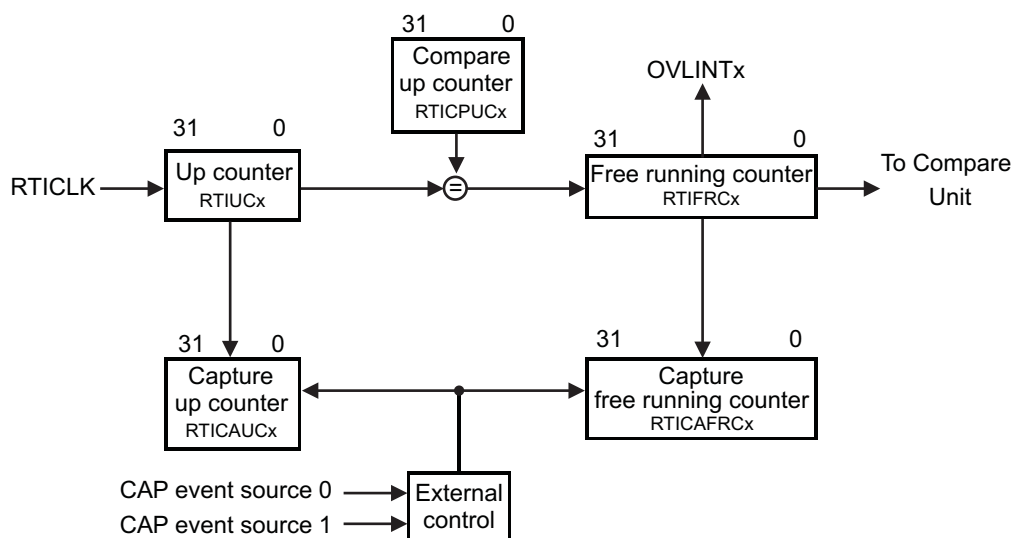 31 0
Compare
up counter
RTICPUCx
OVLINTx
31 0
Up counter
RTIUCx
RTICLK
=
31 0
Free running counter
RTIFRCx
To Compare
Unit
31 0
Capture
up counter
RTICAUCx
31 0
Capture
free running counter
RTICAFRCx
CAP event source 0
CAP event source 1
External
control